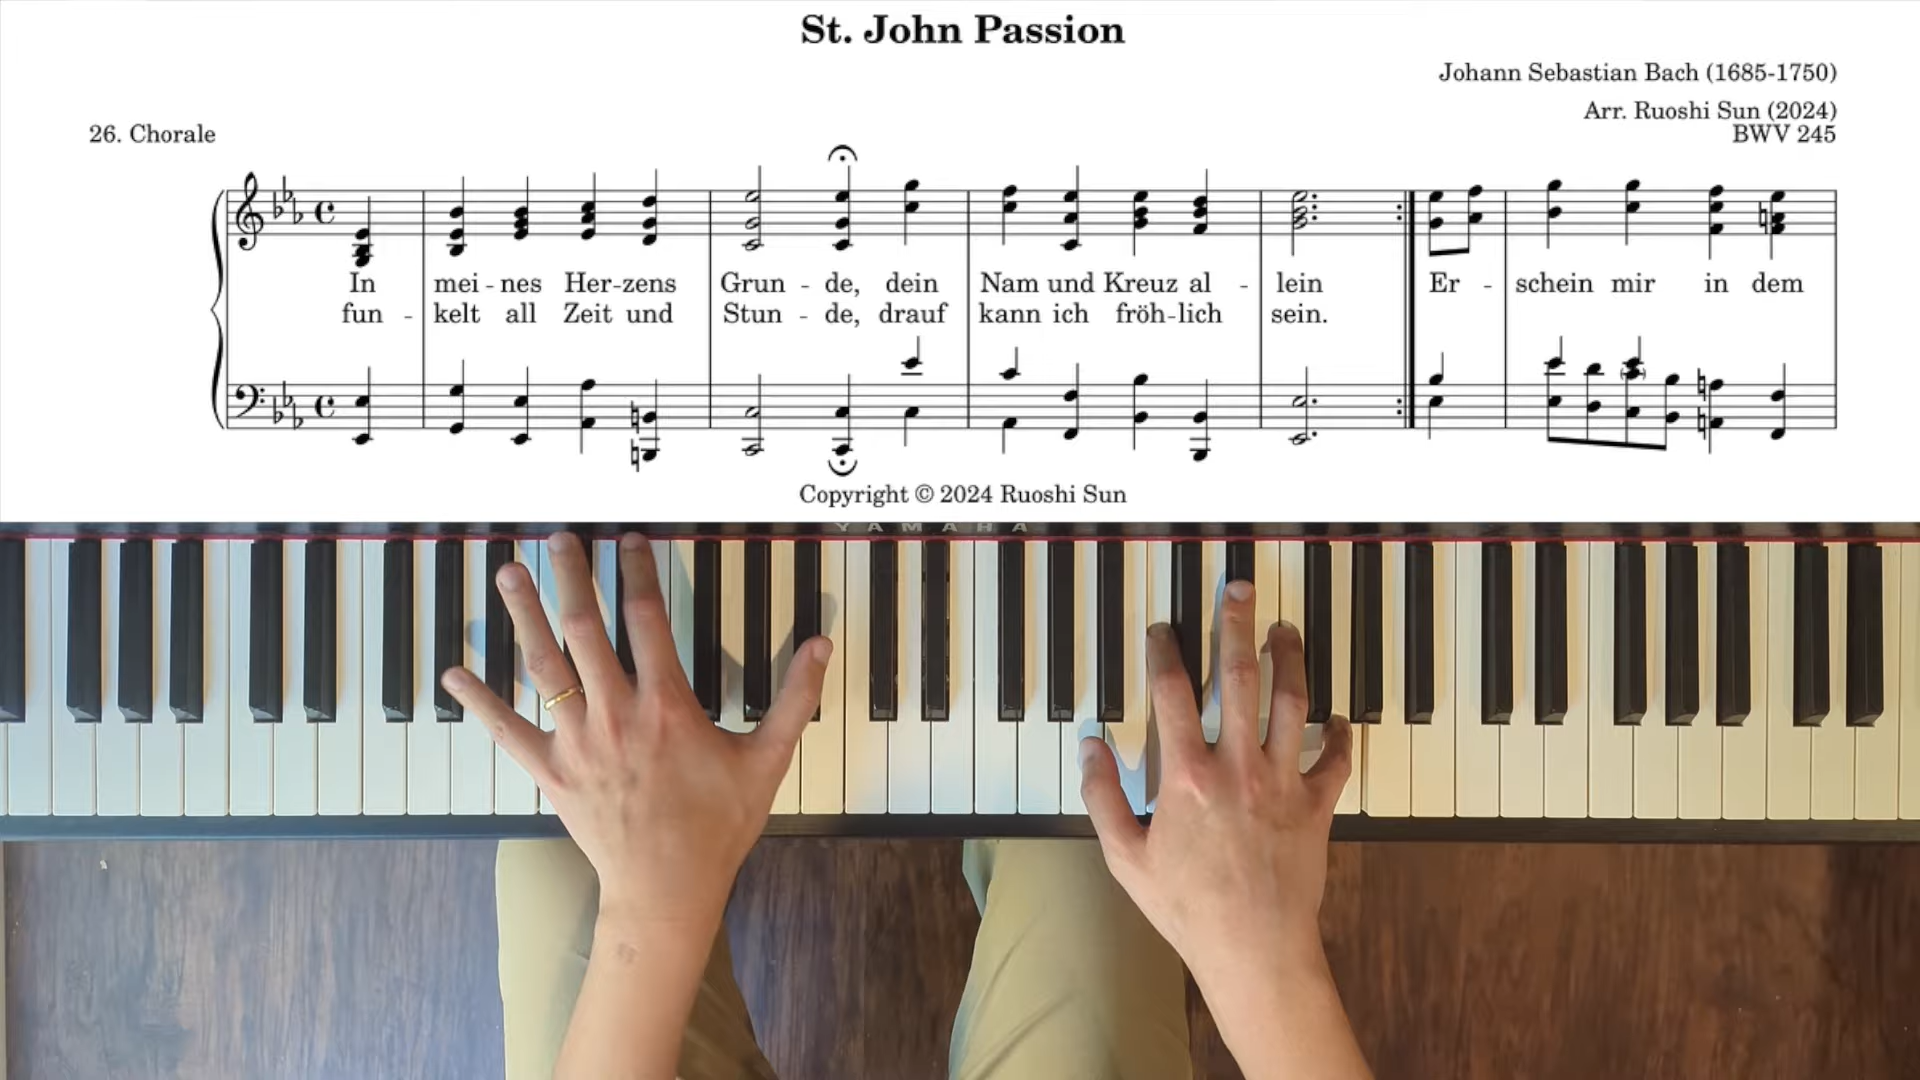 St. John Passion
Johann Sebastian Bach (1685-1750)
Arr. Ruoshi Sun (2024)
26. Chorale
BWV 245
In mei - nes Her-zens Grun - de, dein Nam und Kreuz al - lein Er - schein mir in dem
fun - kelt all Zeit und Stun - de, drauf kann ich fröh-lich sein.
Copyright © 2024 Ruoshi Sun
YAMAHA